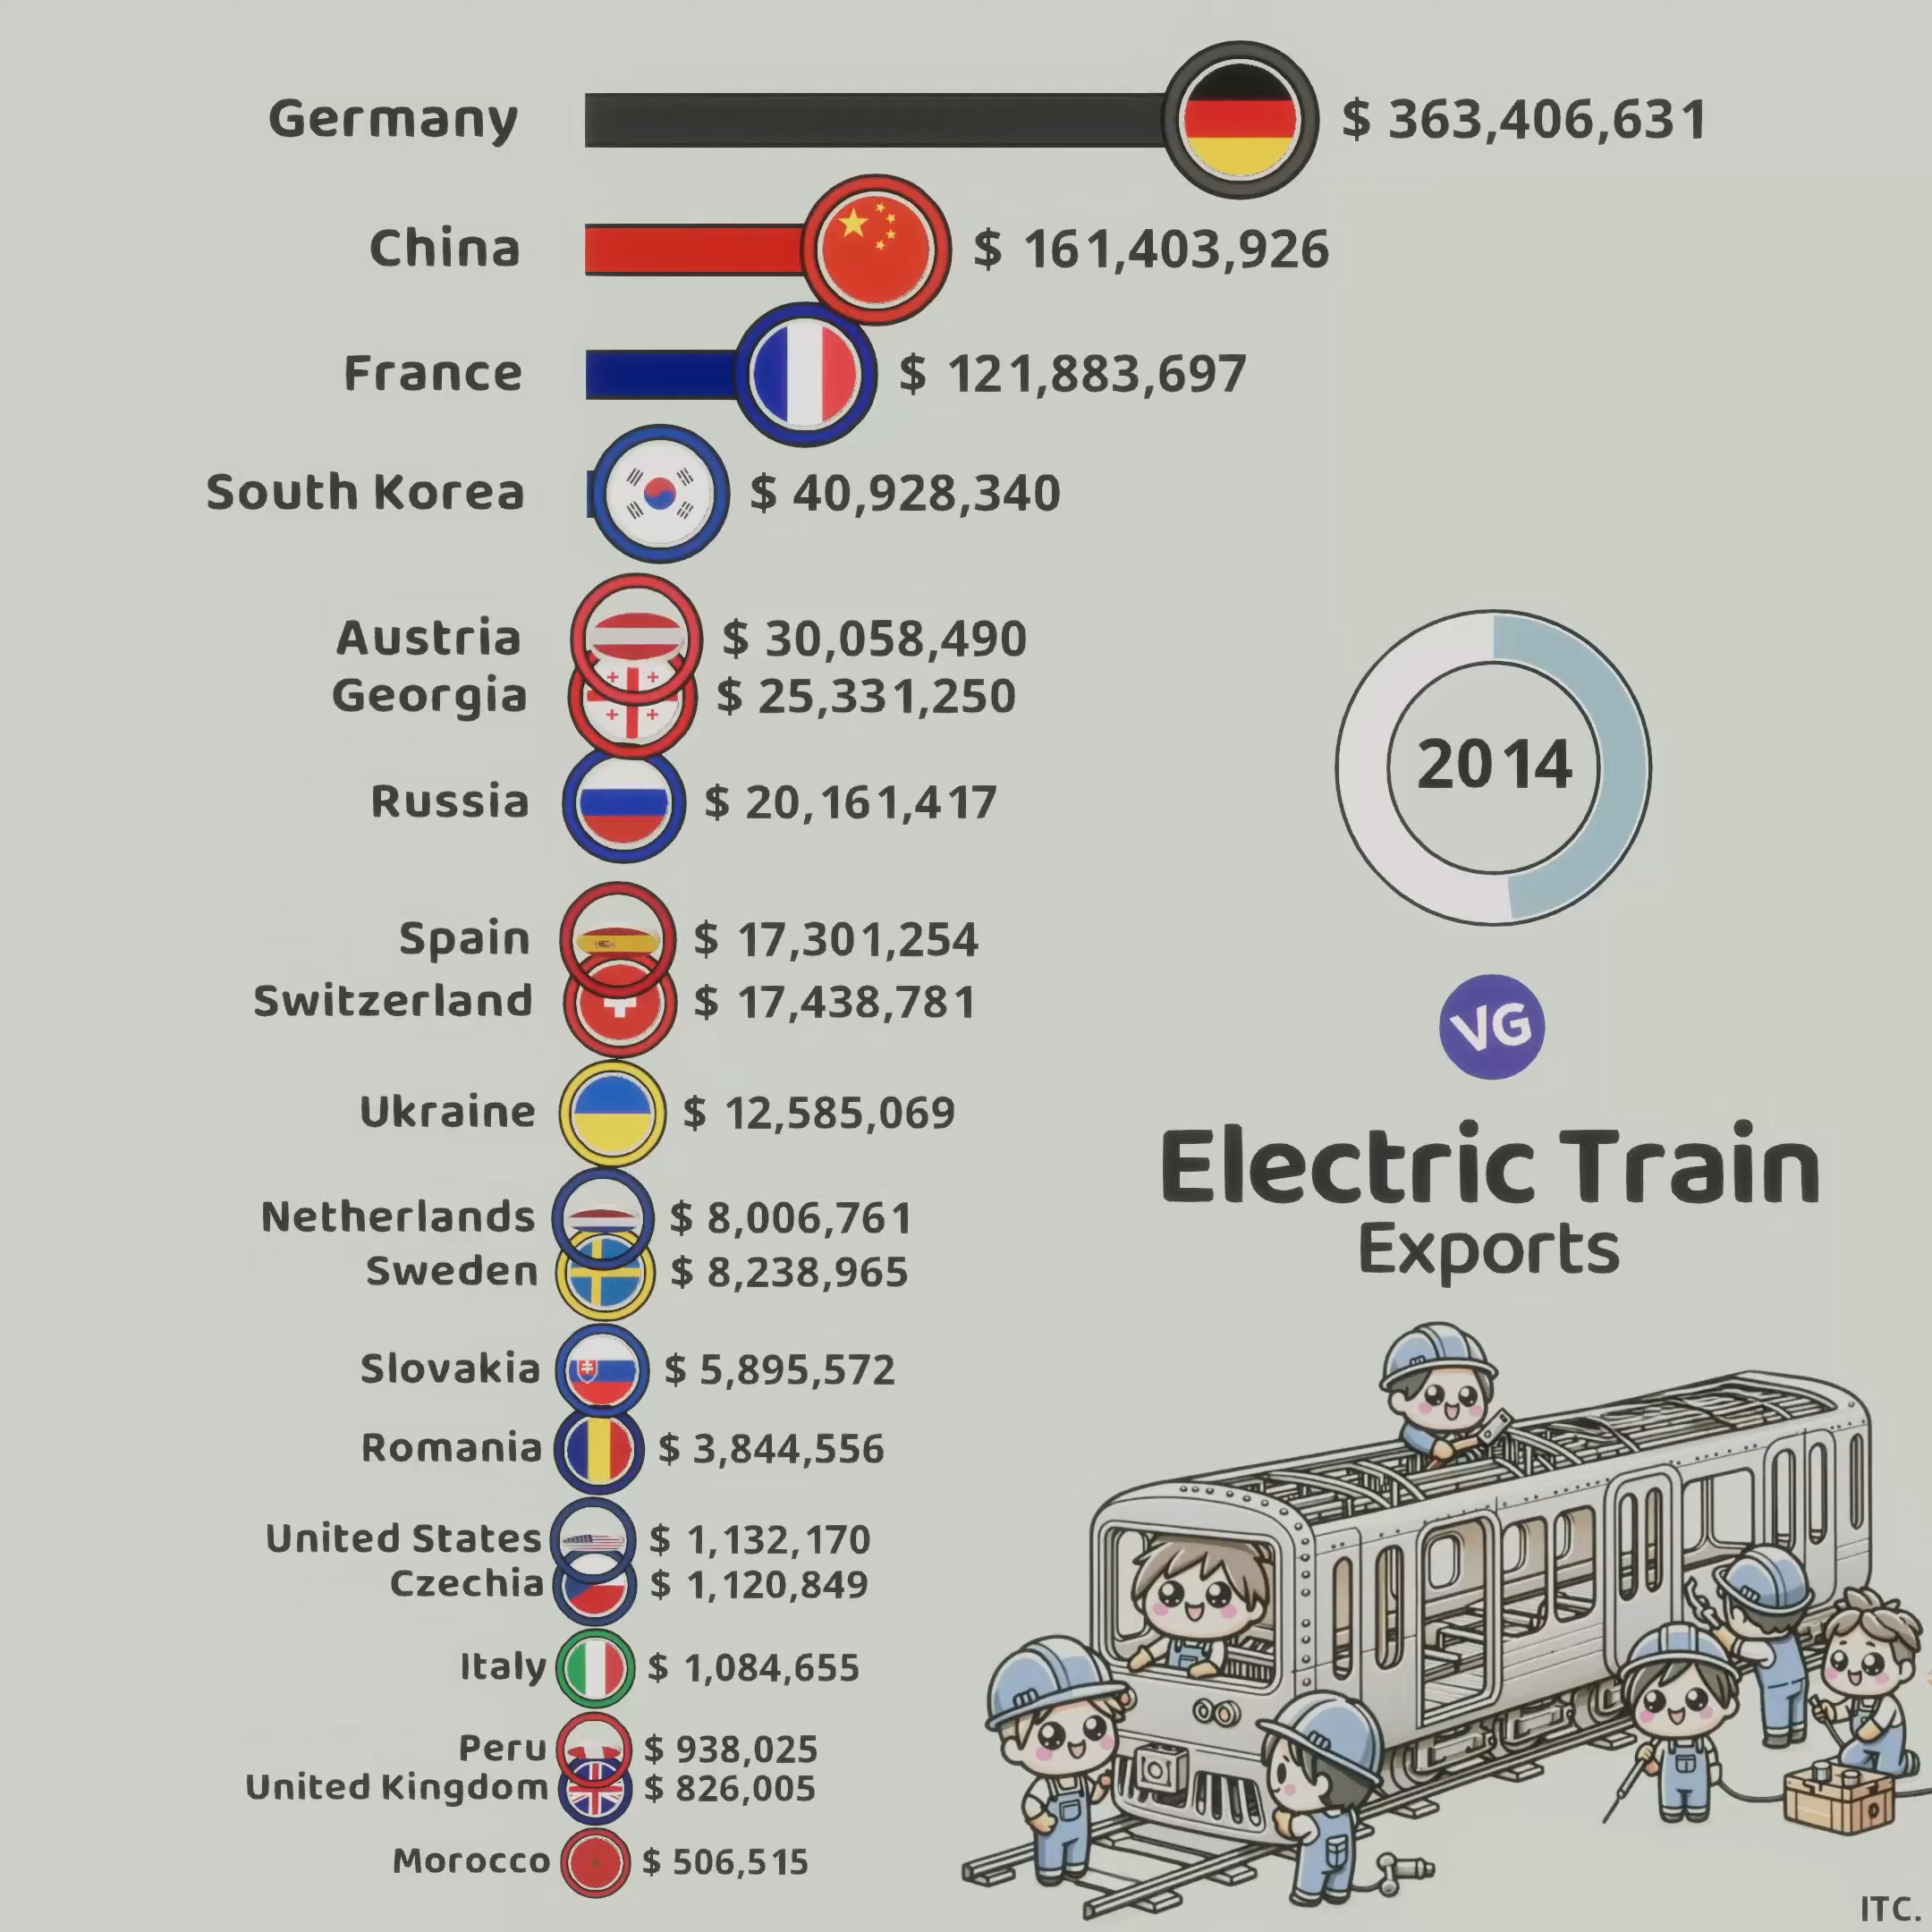 Germany $ 363,406,631
China $ 161,403,926
France $ 121,883,697
South Korea $ 40,928,340
Austria $ 30,058,490
Georgia $ 25,331,250
Russia $ 20,161,417
Spain $ 17,301,254
Switzerland $ 17,438,781
Ukraine $ 12,585,069
Netherlands $ 8,006,761
Sweden $ 8,238,965
Slovakia $ 5,895,572
Romania $ 3,844,556
United States $ 1,132,170
Czechia $ 1,120,849
Italy $ 1,084,655
Peru $ 938,025
United Kingdom $ 826,005
Morocco $ 506,515
2014
VG
Electric Train
Exports
ITC.